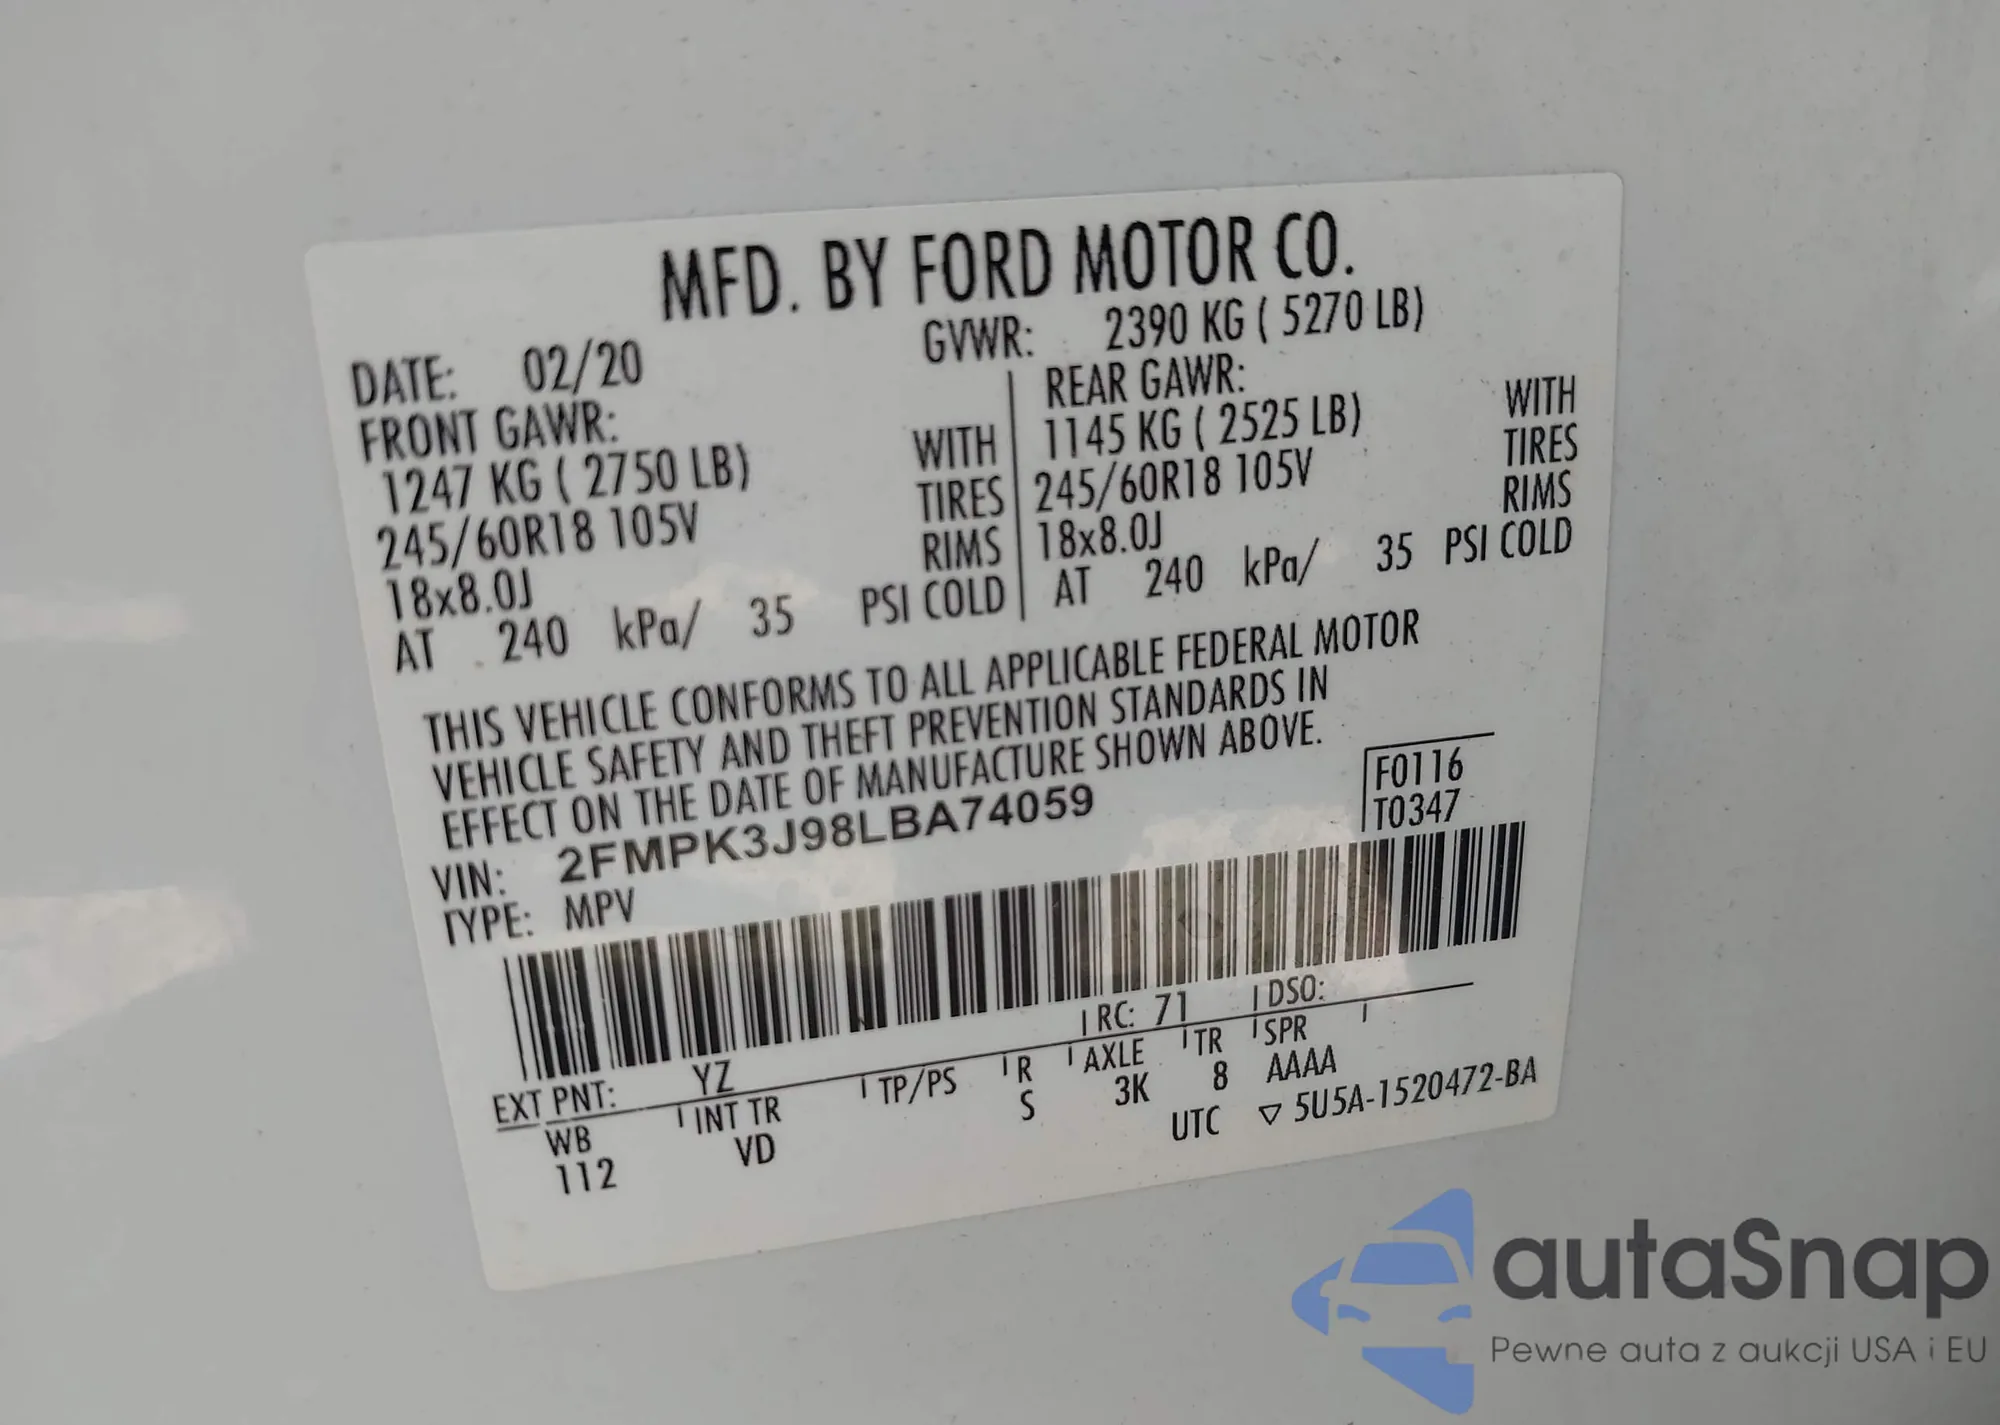 MFD. BY FORD MOTOR CO.
DATE: 02/20 GVWR: 2390 KG ( 5270 LB)
FRONT GAWR: REAR GAWR:
1247 KG ( 2750 LB) WITH 1145 KG ( 2525 LB) WITH
245/60R18 105V TIRES 245/60R18 105V TIRES
18x8.0J RIMS 18x8.0J RIMS
AT 240 kPa/ 35 PSI COLD AT 240 kPa/ 35 PSI COLD
THIS VEHICLE CONFORMS TO ALL APPLICABLE FEDERAL MOTOR
VEHICLE SAFETY AND THEFT PREVENTION STANDARDS IN
EFFECT ON THE DATE OF MANUFACTURE SHOWN ABOVE.
F0116
VIN: 2FMPK3J98LBA74059 T0347
TYPE: MPV
EXT PNT: YZ RC: 71 DSO:
WB INT TR TP/PS R AXLE TR SPR
112 VD S 3K 8 AAAA
UTC ▽ 5U5A-1520472-BA
autaSnap
Pewne auta z aukcji USA i EU